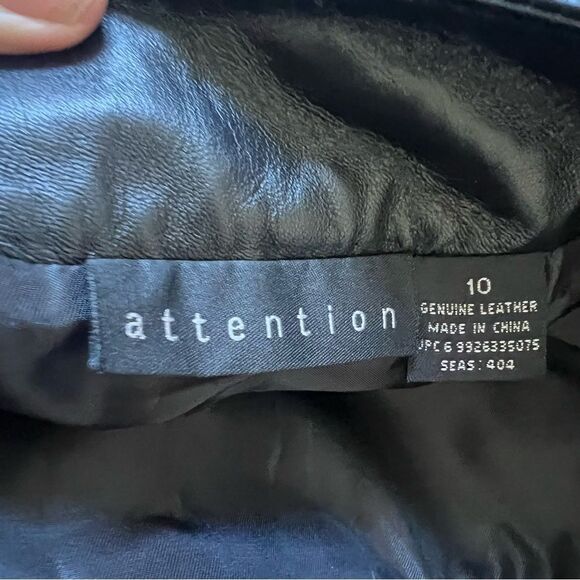 attention
10
GENUINE LEATHER
MADE IN CHINA
UPC 6 9926335075
SEAS: 404